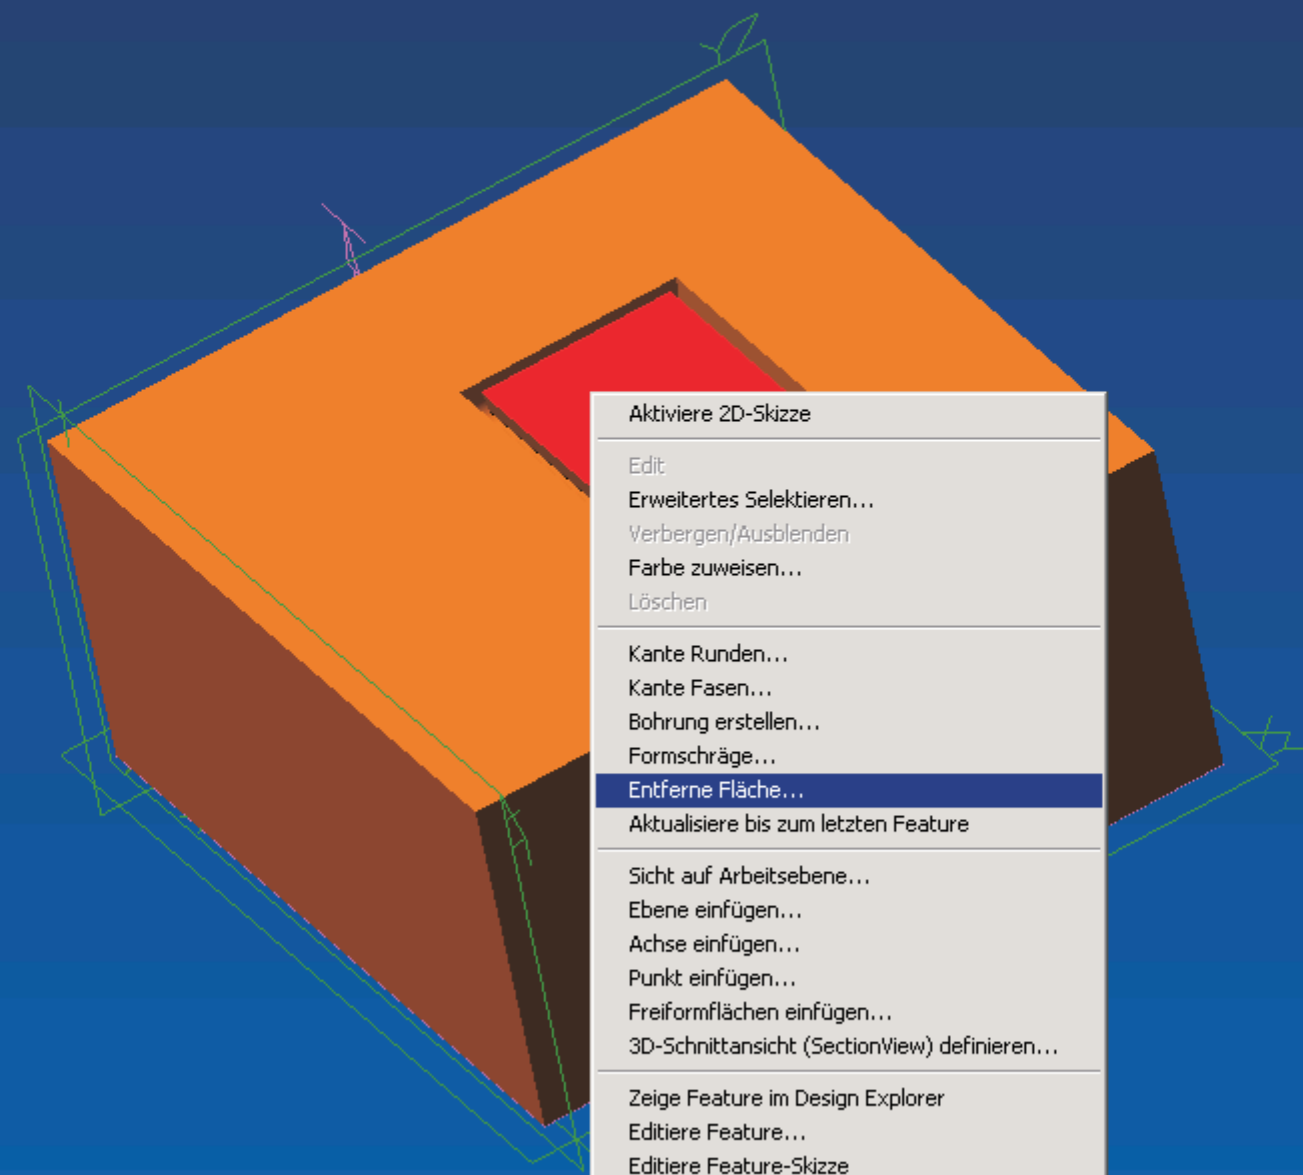 Aktiviere 2D-Skizze
Edit
Erweitertes Selektieren...
Verbergen/Ausblenden
Farbe zuweisen...
Löschen
Kante Runden...
Kante Fasen...
Bohrung erstellen...
Formschräge...
Entferne Fläche...
Aktualisiere bis zum letzten Feature
Sicht auf Arbeitsebene...
Ebene einfügen...
Achse einfügen...
Punkt einfügen...
Freiformflächen einfügen...
3D-Schnittansicht (SectionView) definieren...
Zeige Feature im Design Explorer
Editiere Feature...
Editiere Feature-Skizze